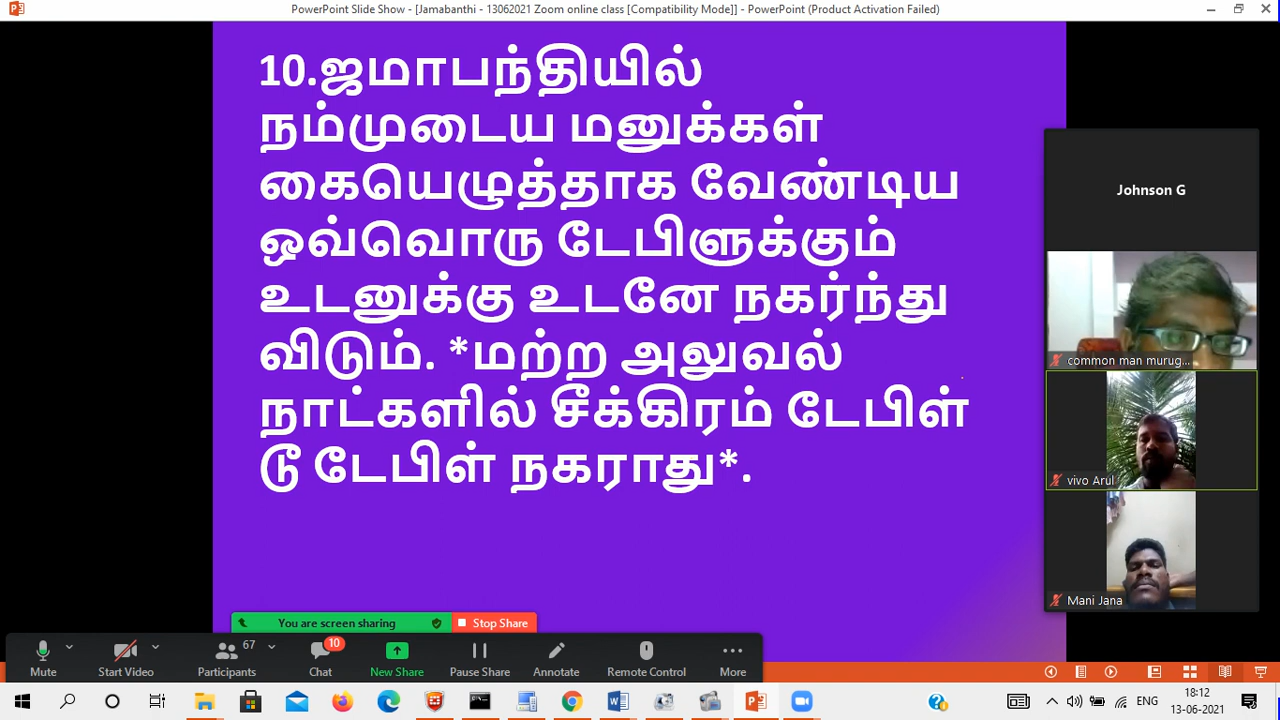 PowerPoint Slide Show - [Jamabanthi - 13062021 Zoom online class [Compatibility Mode]] - PowerPoint (Product Activation Failed)
10.ஜமாபந்தியில்
நம்முடைய மனுக்கள்
கையெழுத்தாக வேண்டிய
ஒவ்வொரு டேபிளுக்கும்
உடனுக்கு உடனே நகர்ந்து
விடும். *மற்ற அலுவல்
நாட்களில் சீக்கிரம் டேபிள்
டூ டேபிள் நகராது*.
Johnson G
common man murug...
vivo Arul
Mani Jana
You are screen sharing Stop Share
Mute Start Video Participants 67 Chat 10 New Share Pause Share Annotate Remote Control More
ENG
18:12
13-06-2021